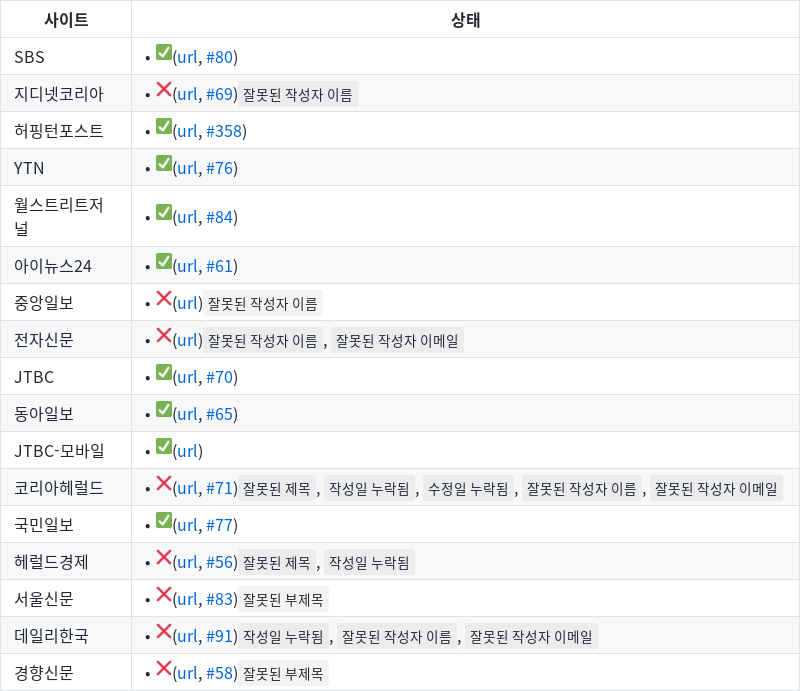 사이트 상태
SBS • ✅(url, #80)
지디넷코리아 • ❌(url, #69) 잘못된 작성자 이름
허핑턴포스트 • ✅(url, #358)
YTN • ✅(url, #76)
월스트리트저
널 • ✅(url, #84)
아이뉴스24 • ✅(url, #61)
중앙일보 • ❌(url) 잘못된 작성자 이름
전자신문 • ❌(url) 잘못된 작성자 이름 , 잘못된 작성자 이메일
JTBC • ✅(url, #70)
동아일보 • ✅(url, #65)
JTBC-모바일 • ✅(url)
코리아헤럴드 • ❌(url, #71) 잘못된 제목 , 작성일 누락됨 , 수정일 누락됨 , 잘못된 작성자 이름 , 잘못된 작성자 이메일
국민일보 • ✅(url, #77)
헤럴드경제 • ❌(url, #56) 잘못된 제목 , 작성일 누락됨
서울신문 • ❌(url, #83) 잘못된 부제목
데일리한국 • ❌(url, #91) 작성일 누락됨 , 잘못된 작성자 이름 , 잘못된 작성자 이메일
경향신문 • ❌(url, #58) 잘못된 부제목